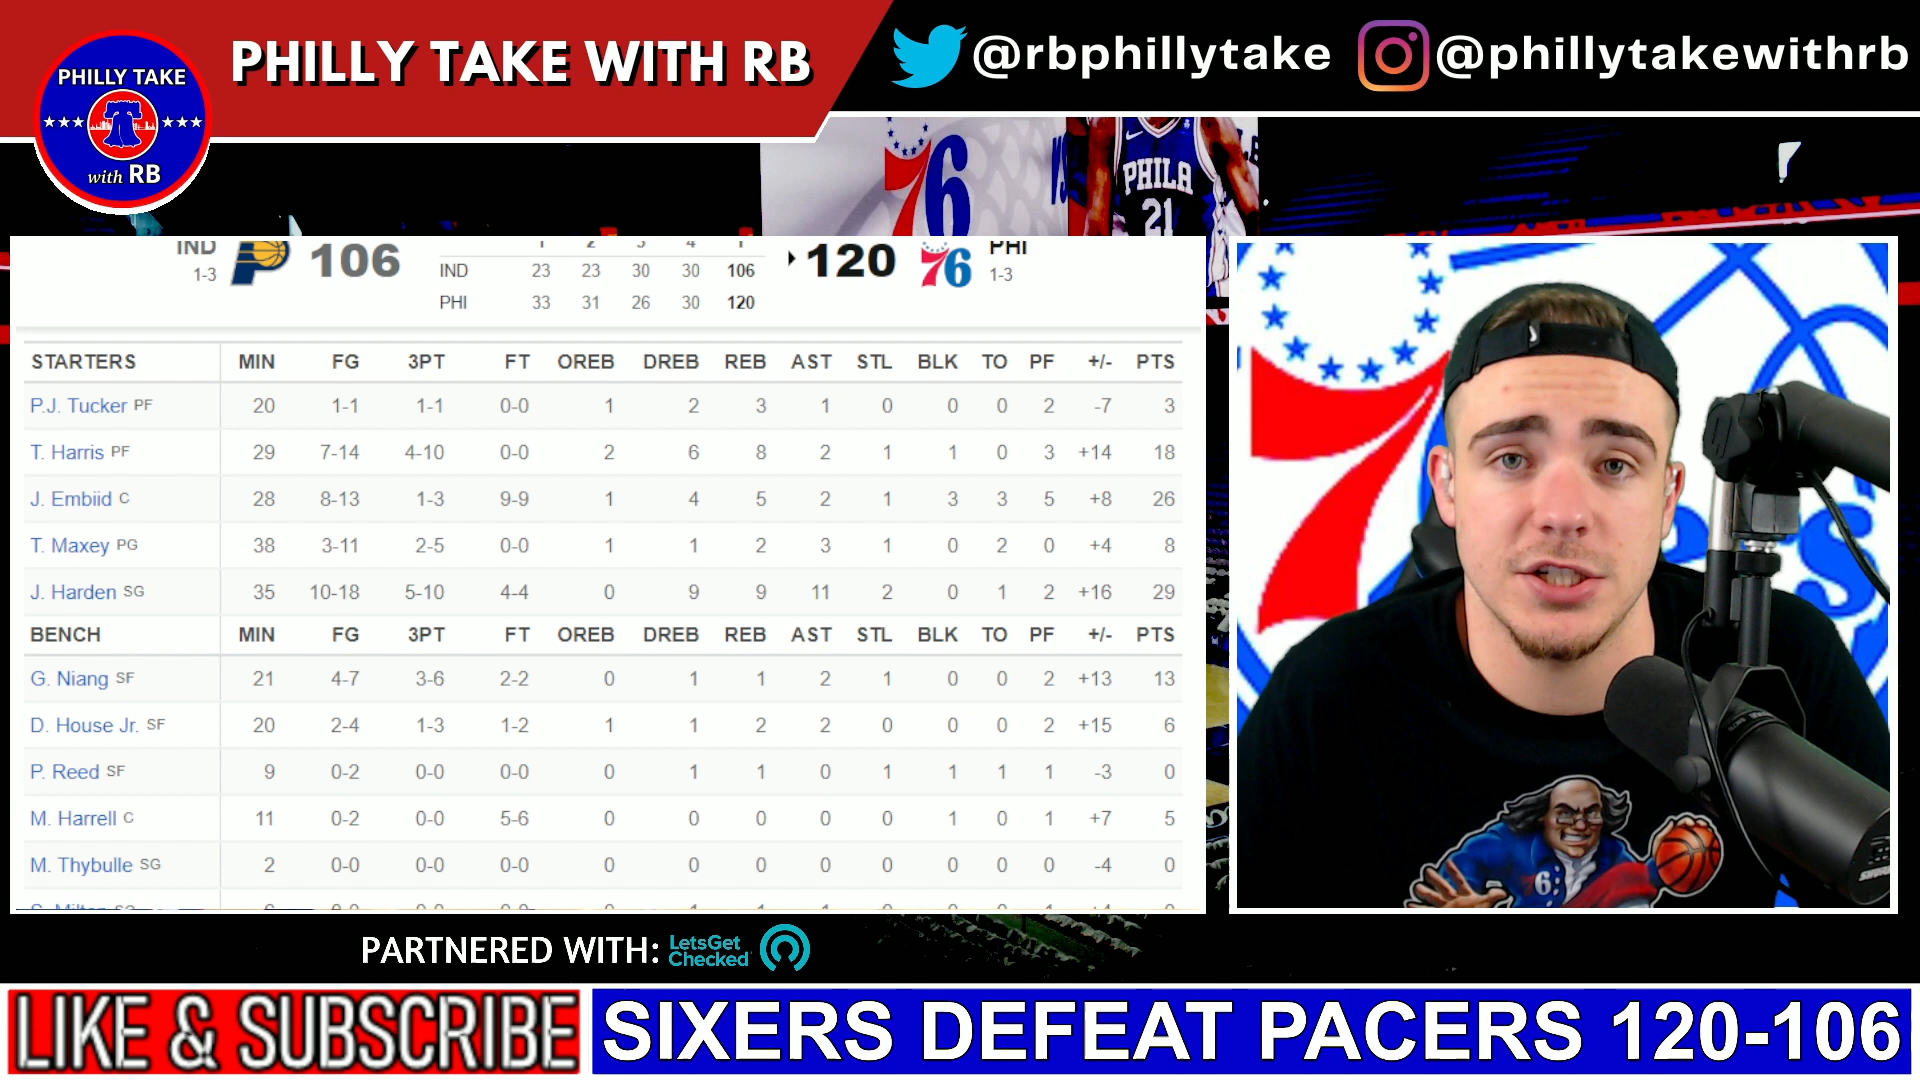 PHILLY TAKE WITH RB
@rbphillytake
@phillytakewithrb
PHILLY TAKE
with RB
76
PHILA
21
IND 106 1 2 3 4 T 120 PHI
1-3 IND 23 23 30 30 106 76 1-3
PHI 33 31 26 30 120
STARTERS MIN FG 3PT FT OREB DREB REB AST STL BLK TO PF +/- PTS
P.J. Tucker PF 20 1-1 1-1 0-0 1 2 3 1 0 0 0 2 -7 3
T. Harris PF 29 7-14 4-10 0-0 2 6 8 2 1 1 0 3 +14 18
J. Embiid C 28 8-13 1-3 9-9 1 4 5 2 1 3 3 5 +8 26
T. Maxey PG 38 3-11 2-5 0-0 1 1 2 3 1 0 2 0 +4 8
J. Harden SG 35 10-18 5-10 4-4 0 9 9 11 2 0 1 2 +16 29
BENCH MIN FG 3PT FT OREB DREB REB AST STL BLK TO PF +/- PTS
G. Niang SF 21 4-7 3-6 2-2 0 1 1 2 1 0 0 2 +13 13
D. House Jr. SF 20 2-4 1-3 1-2 1 1 2 2 0 0 0 2 +15 6
P. Reed SF 9 0-2 0-0 0-0 0 1 1 0 1 1 1 1 -3 0
M. Harrell C 11 0-2 0-0 5-6 0 0 0 0 0 1 0 1 +7 5
M. Thybulle SG 2 0-0 0-0 0-0 0 0 0 0 0 0 0 0 -4 0
PARTNERED WITH: LetsGet
Checked
LIKE & SUBSCRIBE
SIXERS DEFEAT PACERS 120-106